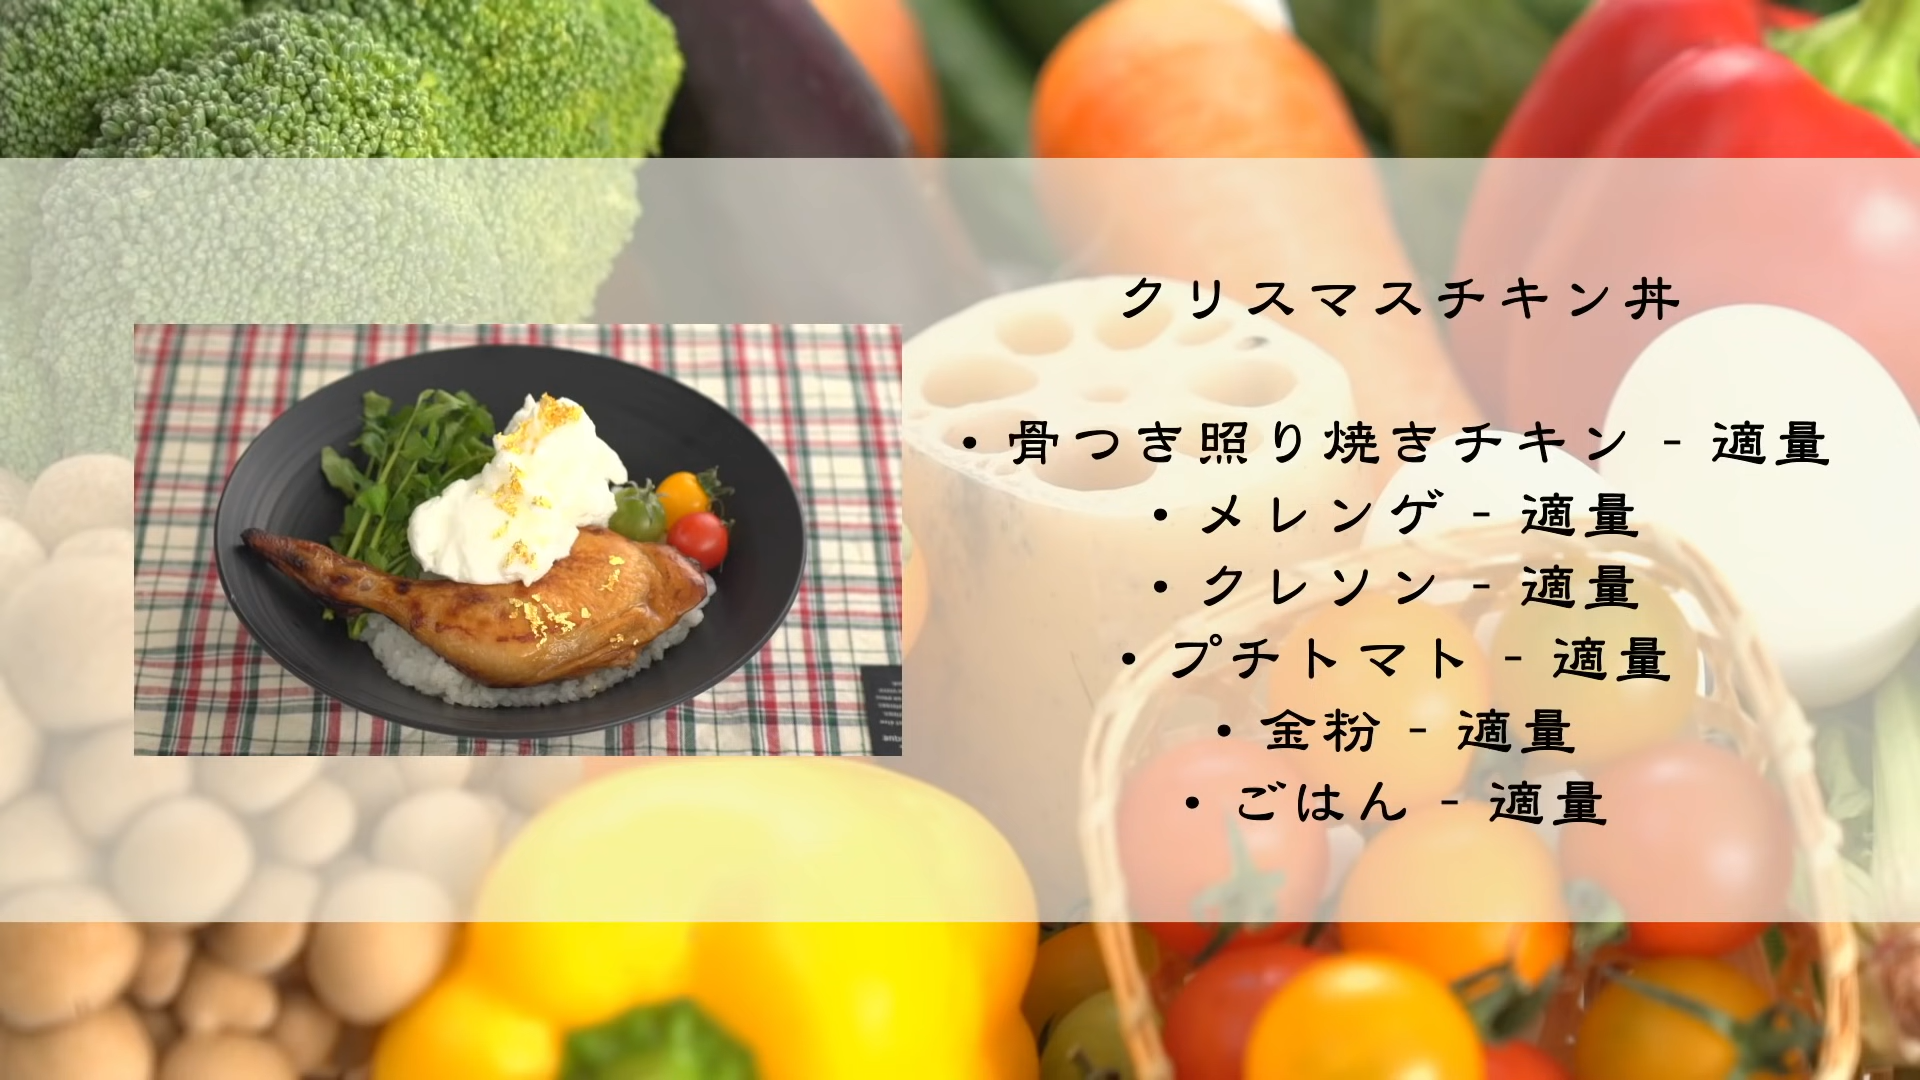 クリスマスチキン丼
・骨つき照り焼きチキン - 適量
・メレンゲ - 適量
・クレソン - 適量
・プチトマト - 適量
・金粉 - 適量
・ごはん - 適量